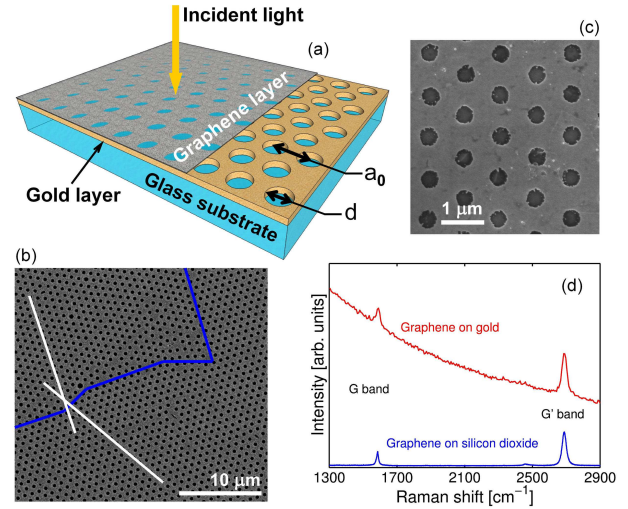 Incident light
(a)
Graphene layer
Gold layer
Glass substrate
a₀
d
(c)
1 μm
(b)
10 μm
(d)
Intensity [arb. units]
Graphene on gold
G band
G' band
Graphene on silicon dioxide
1300 1700 2100 2500 2900
Raman shift [cm⁻¹]